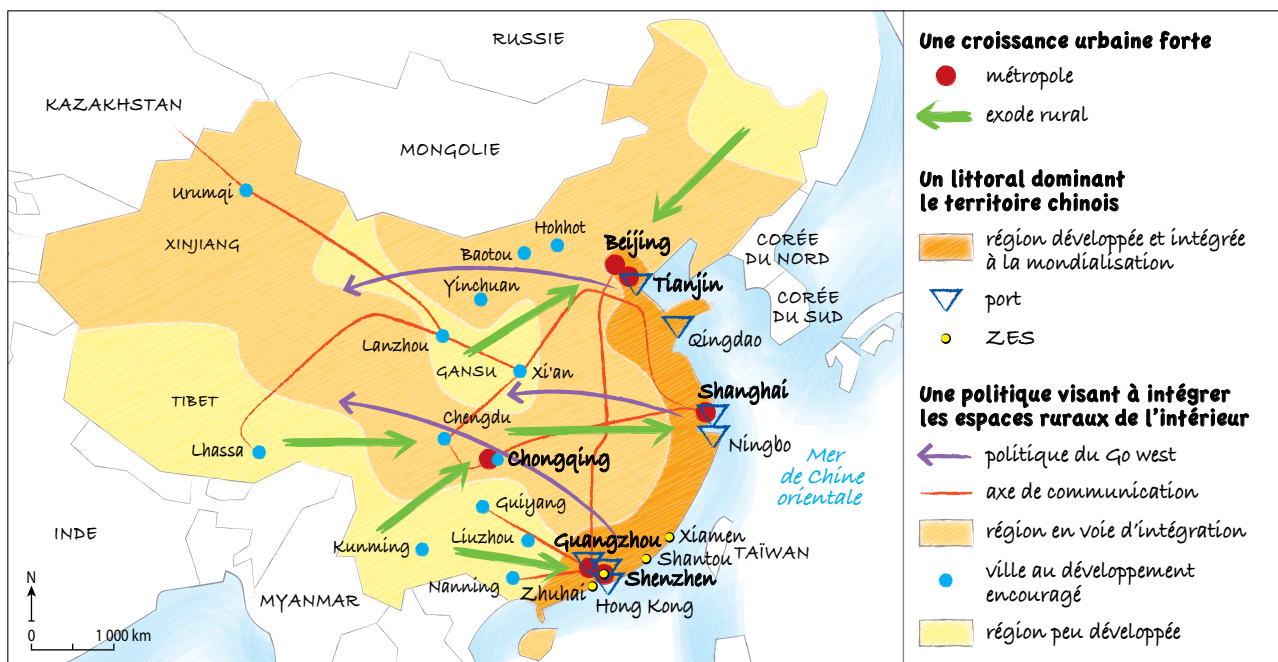 RUSSIE
KAZAKHSTAN
MONGOLIE
Urumqi
XINJIANG
Hohhot
Baotou
Beijing
CORÉE
DU NORD
Yinchuan
Tianjin
CORÉE
DU SUD
Lanzhou
Qingdao
GANSU
Xi'an
Shanghai
TIBET
Chengdu
Ningbo
Lhassa
Chongqing
Mer
de Chine
orientale
Guiyang
INDE
Kunming
Liuzhou
Guangzhou
Xiamen
TAÏWAN
Shantou
Nanning
Shenzhen
Zhuhai
Hong Kong
MYANMAR
N
0
1 000 km
Une croissance urbaine forte
métropole
exode rural
Un littoral dominant
le territoire chinois
région développée et intégrée
à la mondialisation
port
ZES
Une politique visant à intégrer
les espaces ruraux de l'intérieur
politique du Go west
axe de communication
région en voie d'intégration
ville au développement
encouragé
région peu développée